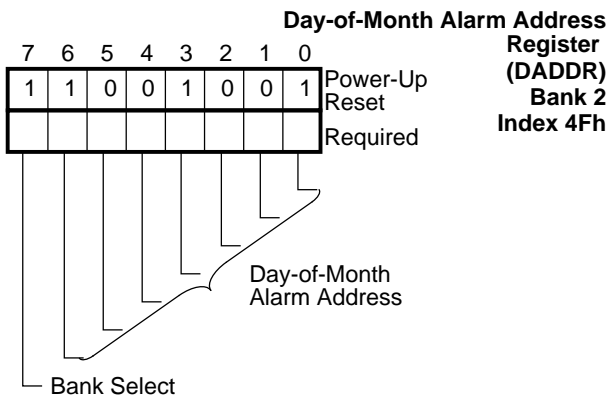 Day-of-Month Alarm Address
Register
(DADDR)
Bank 2
Index 4Fh
7 6 5 4 3 2 1 0
1 1 0 0 1 0 0 1
Power-Up
Reset
Required
Day-of-Month
Alarm Address
Bank Select